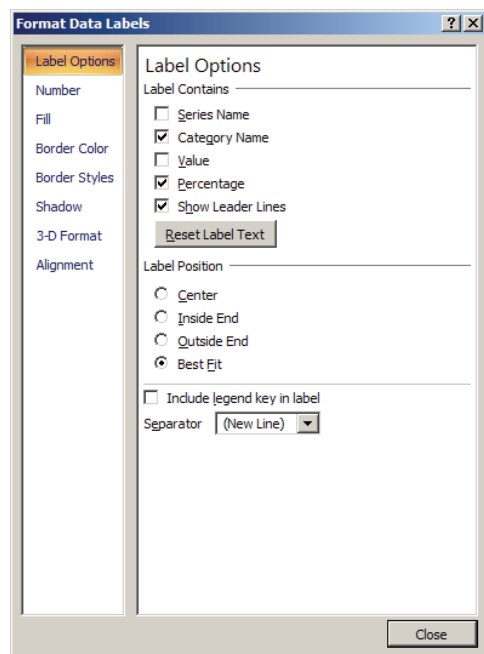 Format Data Labels
Label Options
Number
Fill
Border Color
Border Styles
Shadow
3-D Format
Alignment
Label Options
Label Contains
Series Name
Category Name
Value
Percentage
Show Leader Lines
Reset Label Text
Label Position
Center
Inside End
Outside End
Best Fit
Include legend key in label
Separator (New Line)
Close